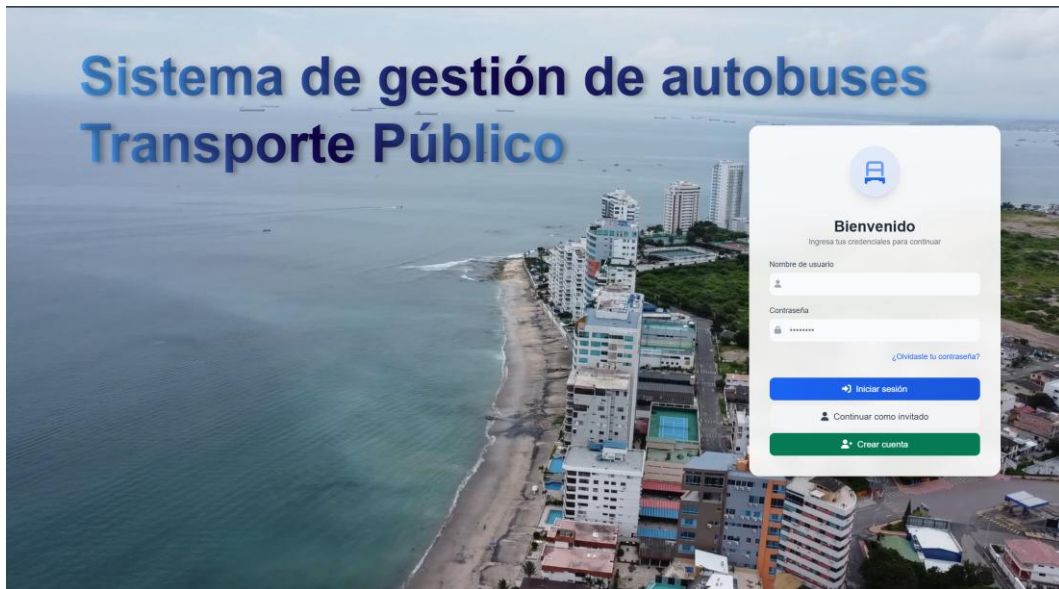 Sistema de gestión de autobuses
Transporte Público
Bienvenido
Ingresa tus credenciales para continuar
Nombre de usuario
Contraseña
¿Olvidaste tu contraseña?
Iniciar sesión
Continuar como invitado
Crear cuenta